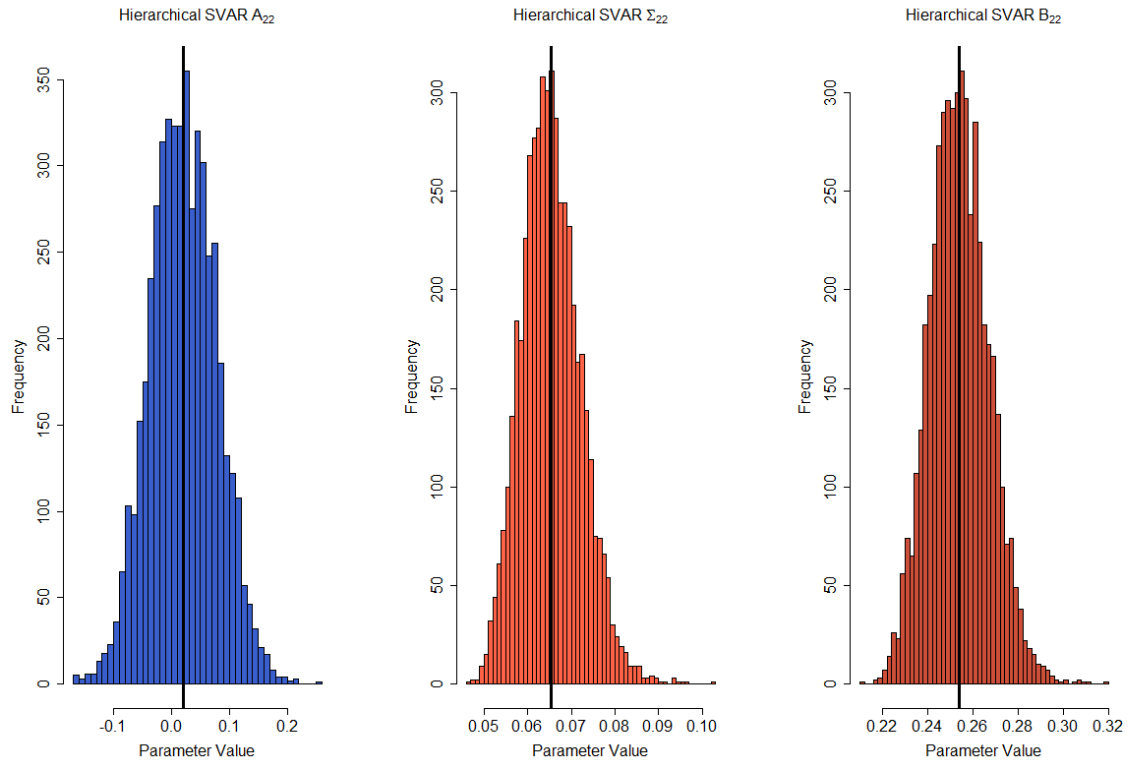 Hierarchical SVAR A₂₂
350
300
250
200
150
100
50
0
Frequency
-0.1 0.0 0.1 0.2
Parameter Value
Hierarchical SVAR Σ₂₂
300
250
200
150
100
50
0
Frequency
0.05 0.06 0.07 0.08 0.09 0.10
Parameter Value
Hierarchical SVAR B₂₂
300
250
200
150
100
50
0
Frequency
0.22 0.24 0.26 0.28 0.30 0.32
Parameter Value